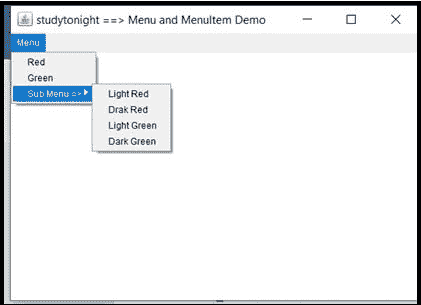 studytonight ==> Menu and MenuItem Demo
Menu
Red
Green
Sub Menu =>
Light Red
Drak Red
Light Green
Dark Green